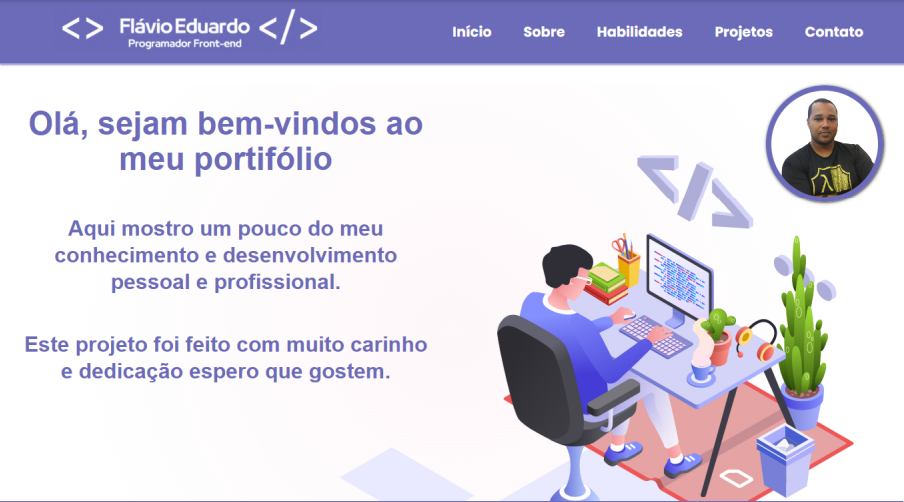 < > Flávio Eduardo </>
Programador Front-end
Início Sobre Habilidades Projetos Contato
Olá, sejam bem-vindos ao
meu portifólio
Aqui mostro um pouco do meu
conhecimento e desenvolvimento
pessoal e profissional.
Este projeto foi feito com muito carinho
e dedicação espero que gostem.
</>